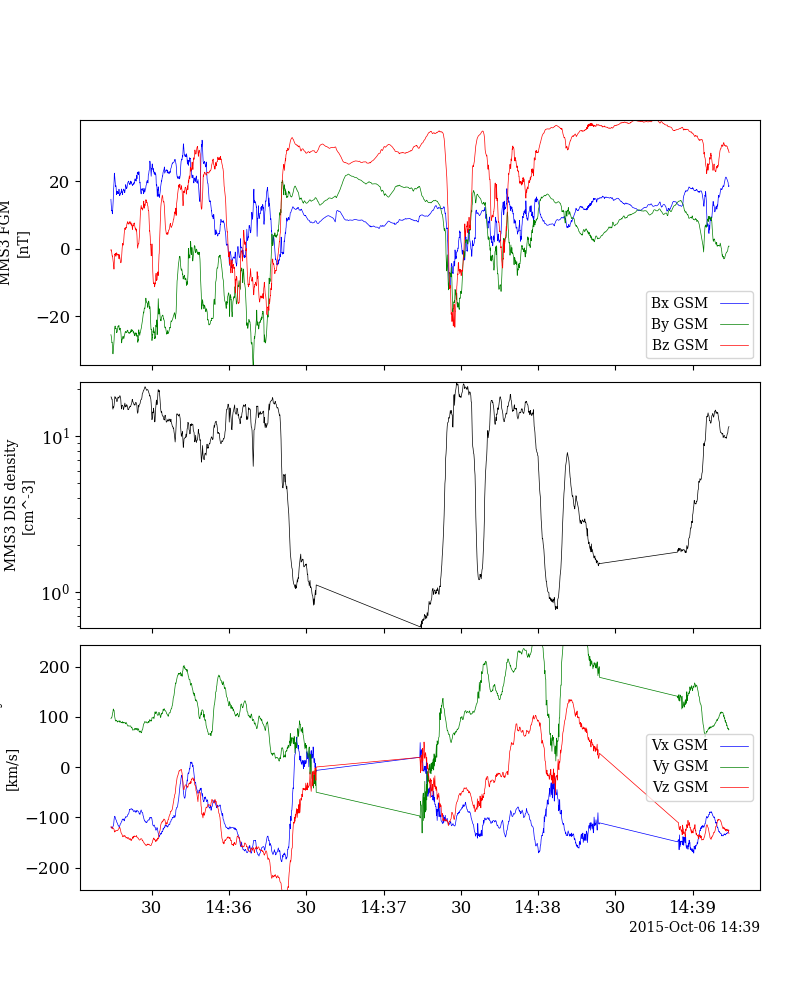 20
0
−20
MMS3 FGM
[nT]
Bx GSM
By GSM
Bz GSM
10^1
10^0
MMS3 DIS density
[cm^-3]
200
100
0
−100
−200
[km/s]
Vx GSM
Vy GSM
Vz GSM
30 14:36 30 14:37 30 14:38 30 14:39
2015-Oct-06 14:39